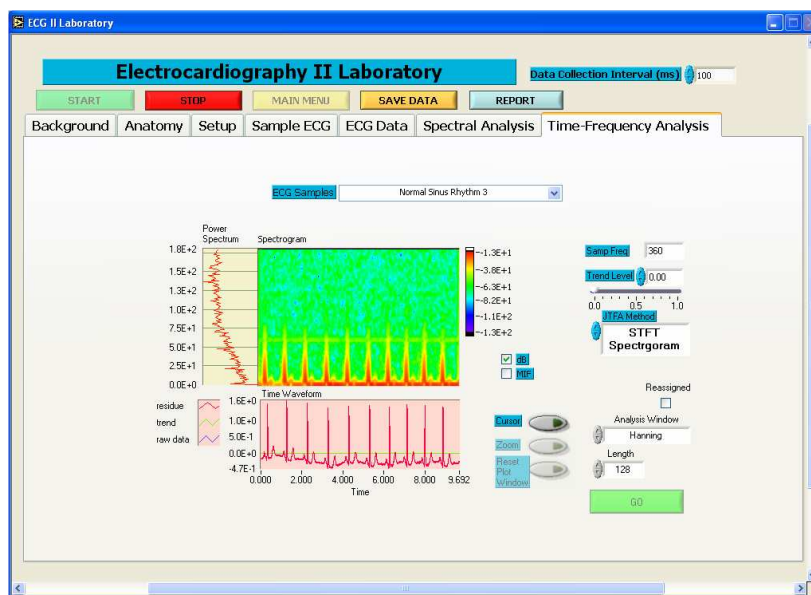 ECG II Laboratory
Electrocardiography II Laboratory
Data Collection Interval (ms) 100
START STOP MAIN MENU SAVE DATA REPORT
Background Anatomy Setup Sample ECG ECG Data Spectral Analysis Time-Frequency Analysis
ECG Samples Normal Sinus Rhythm 3
Power
Spectrum Spectrogram
1.8E+2
1.5E+2
1.3E+2
1.0E+2
7.5E+1
5.0E+1
2.5E+1
0.0E+0
-1.3E+1
-3.8E+1
-6.3E+1
-8.2E+1
-1.1E+2
-1.3E+2
Samp Freq 360
Trend Level 0.00
0.0 0.5 1.0
JTFA Method
STFT
Spectrgoram
dB
MIF
Reassigned
Time Waveform
residue
trend
raw data
1.6E+0
1.0E+0
5.0E-1
0.0E+0
-4.7E-1
0.000 2.000 4.000 6.000 8.000 9.692
Time
Cursor
Zoom
Reset
Plot
Window
Analysis Window
Hanning
Length
128
GO